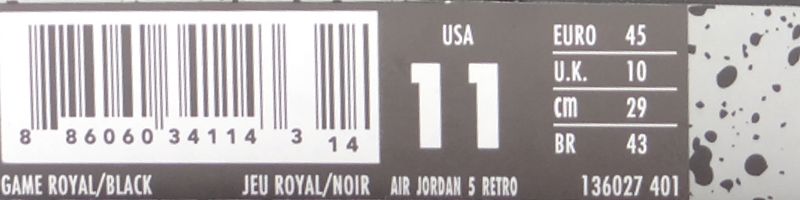 USA
11
EURO 45
U.K. 10
cm 29
BR 43
8 86060 34114 3 14
GAME ROYAL/BLACK JEU ROYAL/NOIR AIR JORDAN 5 RETRO 136027 401